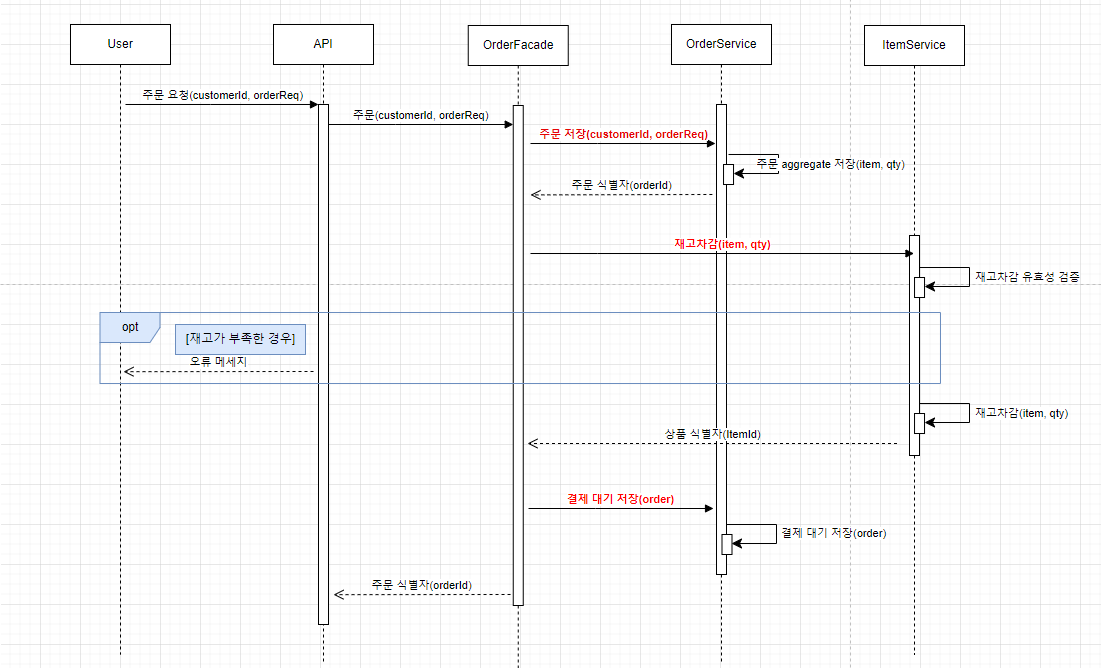 User
API
OrderFacade
OrderService
ItemService
주문 요청(customerId, orderReq)
주문(customerId, orderReq)
주문 저장(customerId, orderReq)
주문 aggregate 저장(item, qty)
주문 식별자(orderId)
재고차감(item, qty)
재고차감 유효성 검증
opt
[재고가 부족한 경우]
오류 메세지
재고차감(item, qty)
상품 식별자(ItemId)
결제 대기 저장(order)
결제 대기 저장(order)
주문 식별자(orderId)